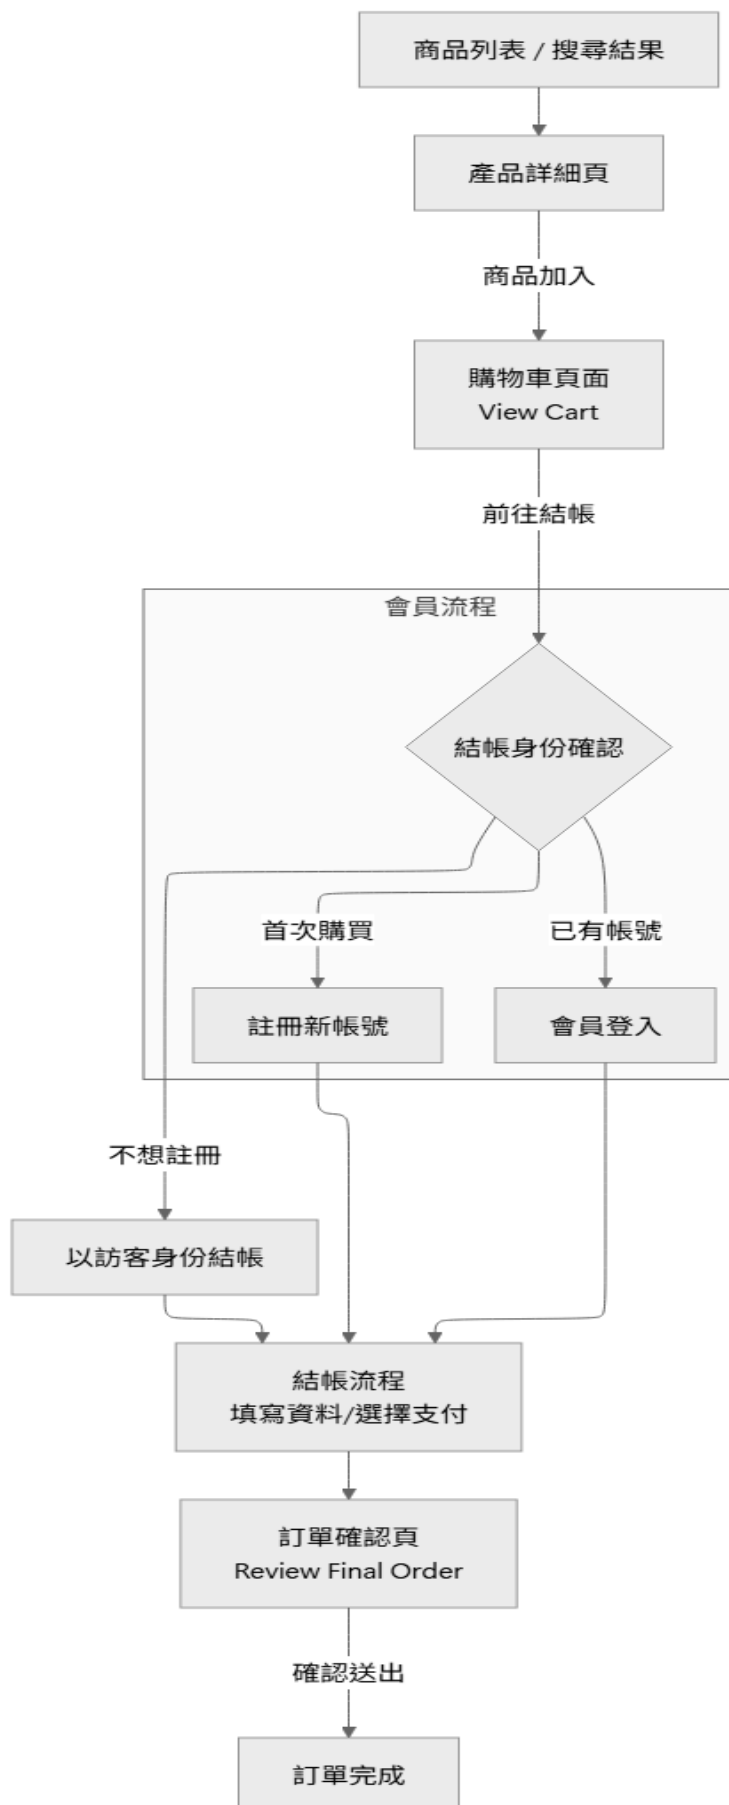 商品列表 / 搜尋結果
產品詳細頁
商品加入
購物車頁面
View Cart
前往結帳
會員流程
結帳身份確認
首次購買
已有帳號
註冊新帳號
會員登入
不想註冊
以訪客身份結帳
結帳流程
填寫資料/選擇支付
訂單確認頁
Review Final Order
確認送出
訂單完成